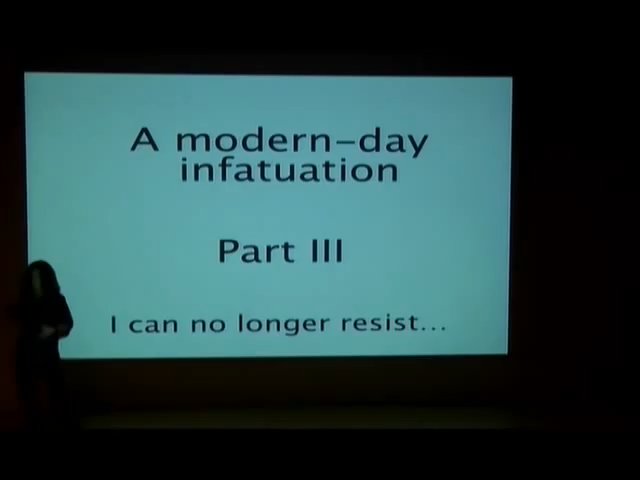 A modern-day
infatuation
Part III
I can no longer resist...